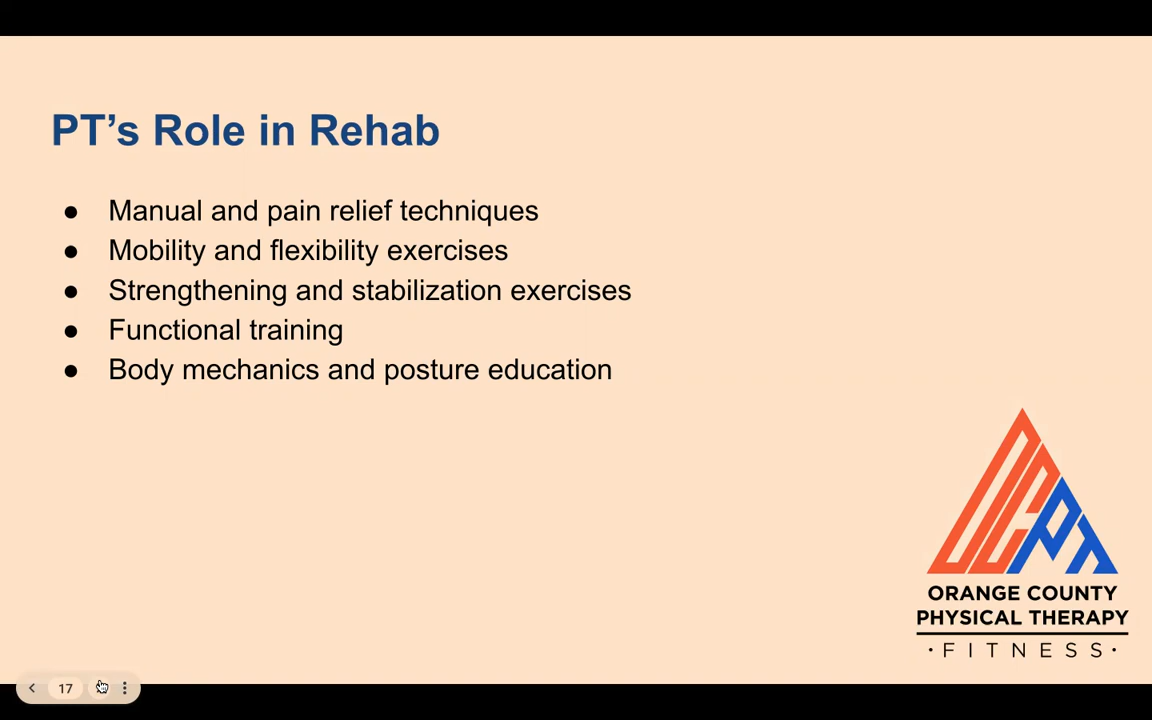 PT’s Role in Rehab
● Manual and pain relief techniques
● Mobility and flexibility exercises
● Strengthening and stabilization exercises
● Functional training
● Body mechanics and posture education
OCPT
ORANGE COUNTY
PHYSICAL THERAPY
·FITNESS·
17